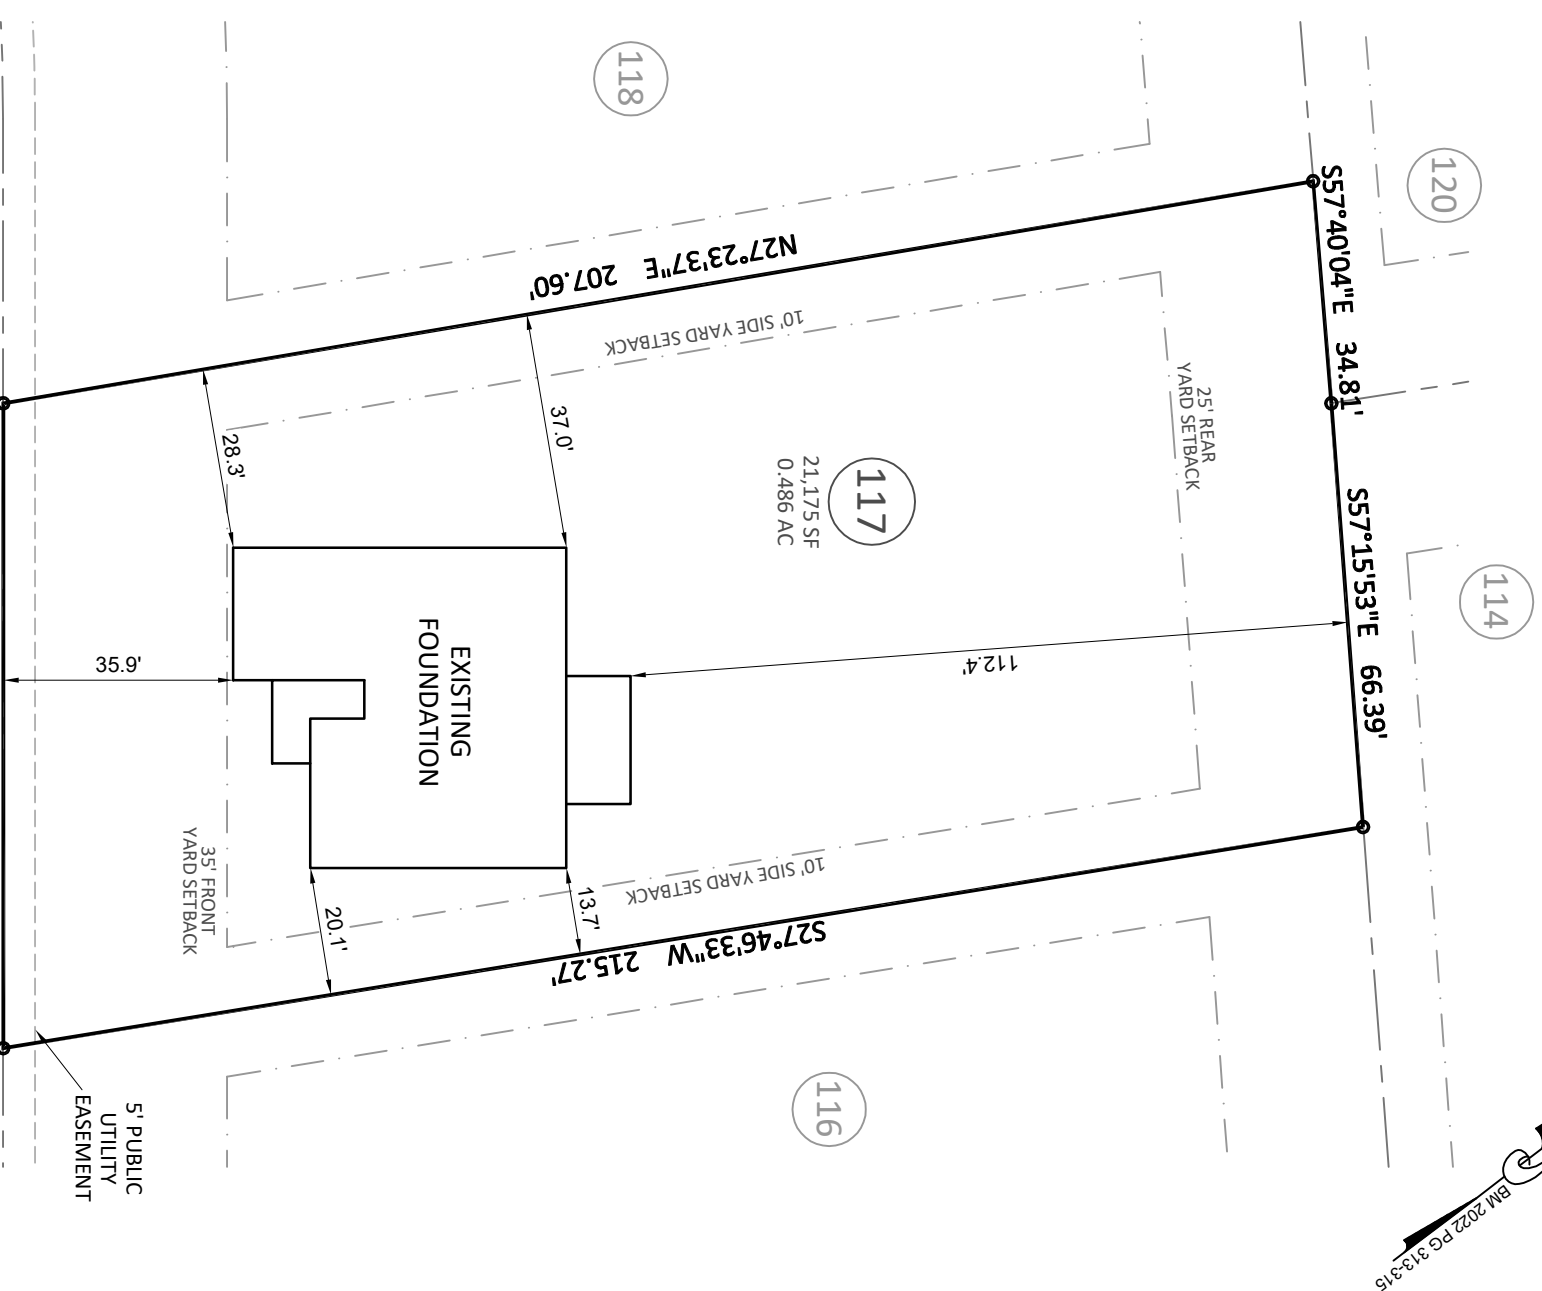 118
120
S57°40'04"E 34.81'
N27°23'37"E 207.60'
10' SIDE YARD SETBACK
25' REAR
YARD SETBACK
28.3'
37.0'
117
21,175 SF
0.486 AC
S57°15'53"E 66.39'
114
35.9'
EXISTING
FOUNDATION
112.4'
35' FRONT
YARD SETBACK
10' SIDE YARD SETBACK
20.1'
13.7'
S27°46'33"W 215.27'
5' PUBLIC
UTILITY
EASEMENT
116
BM 2022 PG 313-315